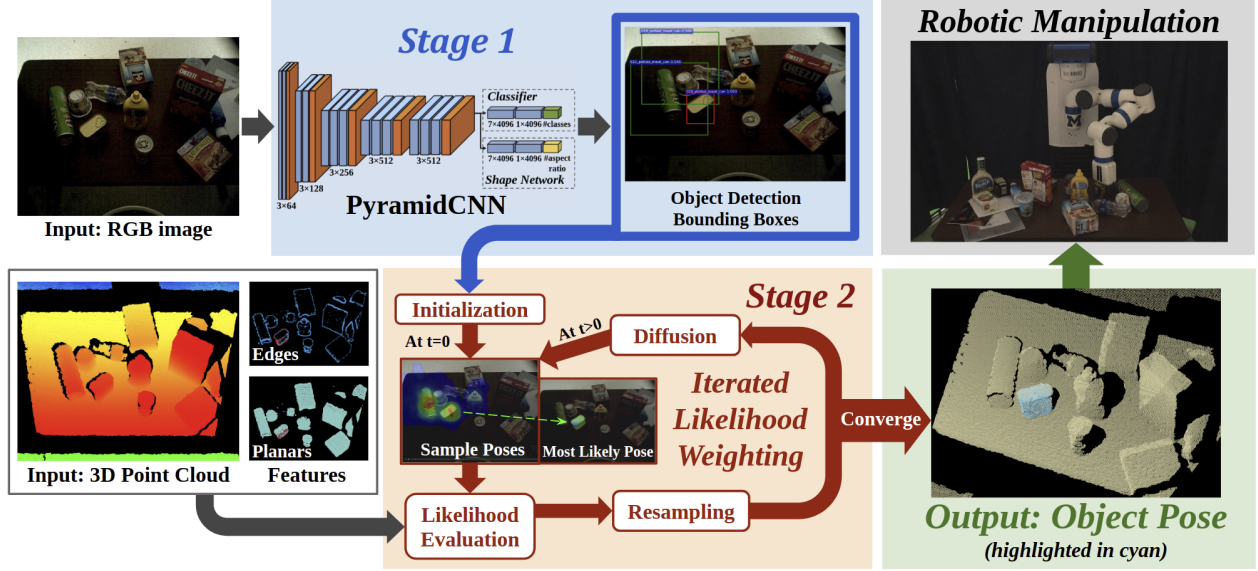 Stage 1
Robotic Manipulation
Classifier
7×4096 1×4096 #classes
7×4096 1×4096 #aspect
ratio
Shape Network
3×64
3×128
3×256
3×512
3×512
PyramidCNN
Input: RGB image
Object Detection
Bounding Boxes
CHEEZ-IT
M
Stage 2
Initialization
At t=0
At t>0
Diffusion
Edges
Planars
Input: 3D Point Cloud
Features
Sample Poses
Most Likely Pose
Iterated
Likelihood
Weighting
Converge
Likelihood
Evaluation
Resampling
Output: Object Pose
(highlighted in cyan)